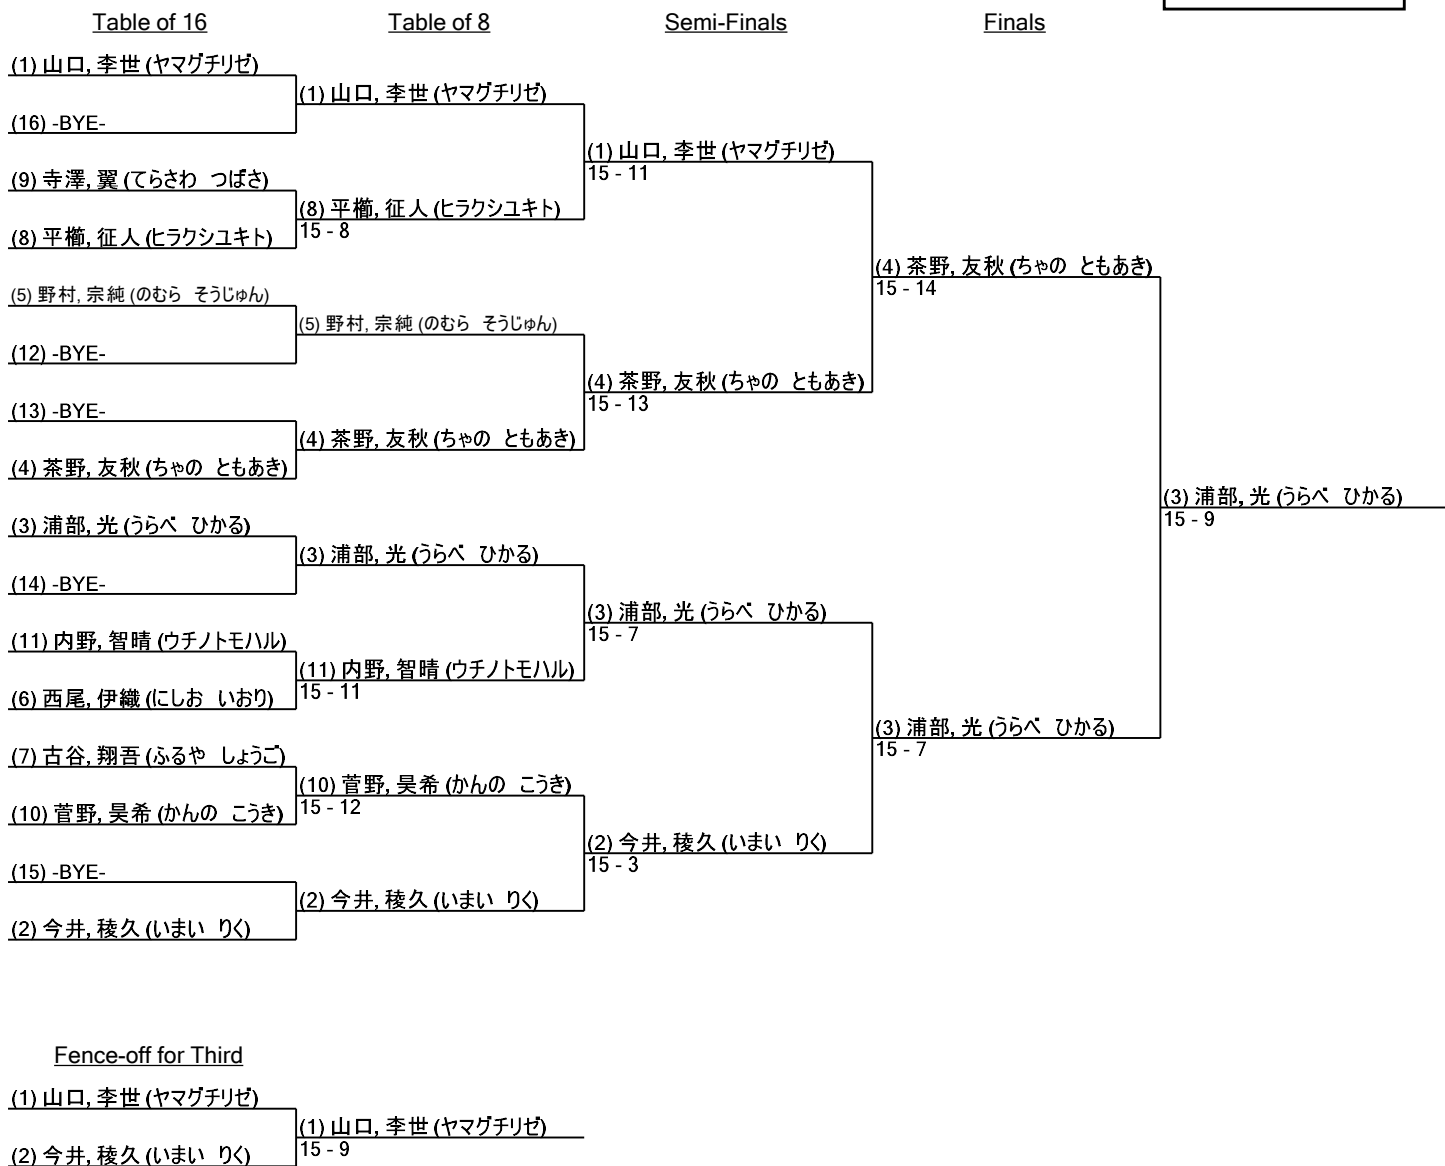 Table of 16
Table of 8
Semi-Finals
Finals
(1) 山口, 李世 (ヤマグチリゼ)
(16) -BYE-
(9) 寺澤, 翼 (てらさわ　つばさ)
(8) 平櫛, 征人 (ヒラクシユキト)
(5) 野村, 宗純 (のむら　そうじゅん)
(12) -BYE-
(13) -BYE-
(4) 茶野, 友秋 (ちゃの　ともあき)
(3) 浦部, 光 (うらべ　ひかる)
(14) -BYE-
(11) 内野, 智晴 (ウチノトモハル)
(6) 西尾, 伊織 (にしお　いおり)
(7) 古谷, 翔吾 (ふるや　しょうご)
(10) 菅野, 昊希 (かんの　こうき)
(15) -BYE-
(2) 今井, 稜久 (いまい　りく)
(1) 山口, 李世 (ヤマグチリゼ)
(8) 平櫛, 征人 (ヒラクシユキト)
15 - 8
(5) 野村, 宗純 (のむら　そうじゅん)
(4) 茶野, 友秋 (ちゃの　ともあき)
(3) 浦部, 光 (うらべ　ひかる)
(11) 内野, 智晴 (ウチノトモハル)
15 - 11
(10) 菅野, 昊希 (かんの　こうき)
15 - 12
(2) 今井, 稜久 (いまい　りく)
(1) 山口, 李世 (ヤマグチリゼ)
15 - 11
(4) 茶野, 友秋 (ちゃの　ともあき)
15 - 13
(3) 浦部, 光 (うらべ　ひかる)
15 - 7
(2) 今井, 稜久 (いまい　りく)
15 - 3
(4) 茶野, 友秋 (ちゃの　ともあき)
15 - 14
(3) 浦部, 光 (うらべ　ひかる)
15 - 7
(3) 浦部, 光 (うらべ　ひかる)
15 - 9
Fence-off for Third
(1) 山口, 李世 (ヤマグチリゼ)
(2) 今井, 稜久 (いまい　りく)
(1) 山口, 李世 (ヤマグチリゼ)
15 - 9